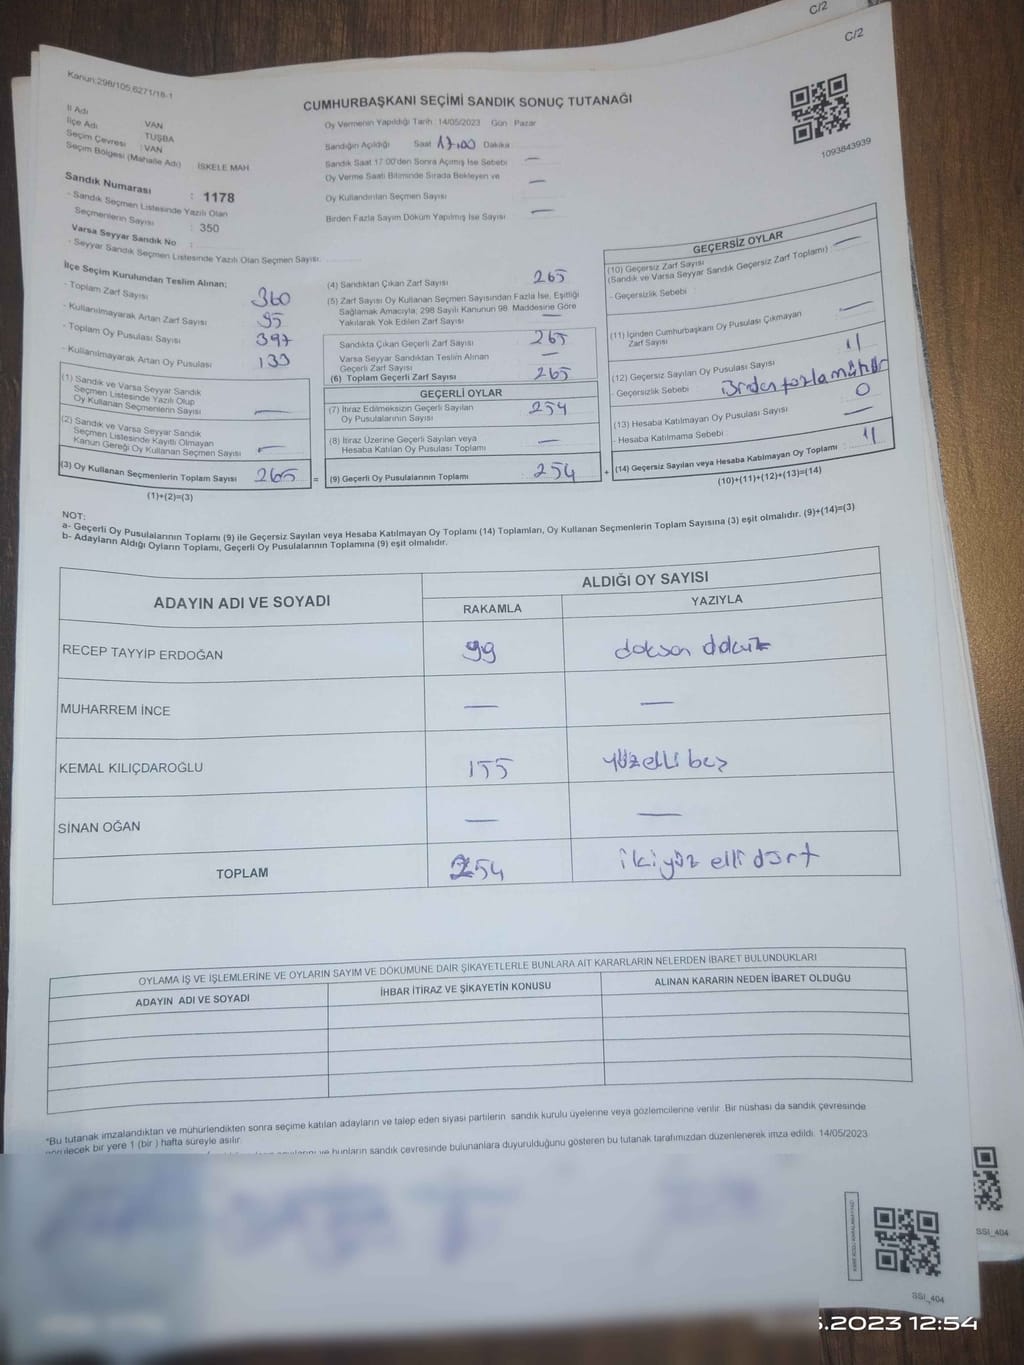 C/2
C/2
Kanun:298/105,6271/18-1
CUMHURBAŞKANI SEÇİMİ SANDIK SONUÇ TUTANAĞI
İl Adı VAN
İlçe Adı TUŞBA
Seçim Çevresi : VAN
Seçim Bölgesi (Mahalle Adı) İSKELE MAH
Sandık Numarası : 1178
- Sandık Seçmen Listesinde Yazılı Olan
Seçmenlerin Sayısı : 350
Varsa Seyyar Sandık No :
- Seyyar Sandık Seçmen Listesinde Yazılı Olan Seçmen Sayısı:
Oy Vermenin Yapıldığı Tarih : 14/05/2023 Gün Pazar
Sandığın Açıldığı Saat 17:00 Dakika
Sandık Saat 17:00'den Sonra Açımış İse Sebebi —
Oy Verme Saati Bitiminde Sırada Bekleyen ve —
Oy Kullandırılan Seçmen Sayısı
Birden Fazla Sayım Döküm Yapılmış İse Sayısı —
1093843939
İlçe Seçim Kurulundan Teslim Alınan;
- Toplam Zarf Sayısı 360
- Kullanılmayarak Artan Zarf Sayısı 95
- Toplam Oy Pusulası Sayısı 397
- Kullanılmayarak Artan Oy Pusulası 133
(1) Sandık ve Varsa Seyyar Sandık
Seçmen Listesinde Yazılı Olup
Oy Kullanan Seçmenlerin Sayısı —
(2) Sandık ve Varsa Seyyar Sandık
Seçmen Listesinde Kayıtlı Olmayan
Kanun Gereği Oy Kullanan Seçmen Sayısı —
(3) Oy Kullanan Seçmenlerin Toplam Sayısı 265 =
(1)+(2)=(3)
(4) Sandıktan Çıkan Zarf Sayısı 265
(5) Zarf Sayısı Oy Kullanan Seçmen Sayısından Fazla İse, Eşitliği
Sağlamak Amacıyla; 298 Sayılı Kanunun 98. Maddesine Göre
Yakılarak Yok Edilen Zarf Sayısı —
Sandıkta Çıkan Geçerli Zarf Sayısı 265
Varsa Seyyar Sandıktan Teslim Alınan
Geçerli Zarf Sayısı —
(6) Toplam Geçerli Zarf Sayısı 265
GEÇERLİ OYLAR
(7) İtiraz Edilmeksizin Geçerli Sayılan
Oy Pusulasının Sayısı 254
(8) İtiraz Üzerine Geçerli Sayılan veya
Hesaba Katılan Oy Pusulası Toplamı —
(9) Geçerli Oy Pusulalarının Toplamı 254 +
GEÇERSİZ OYLAR
(10) Geçersiz Zarf Sayısı —
(Sandık ve Varsa Seyyar Sandık Geçersiz Zarf Toplamı)
- Geçersizlik Sebebi
(11) İçinden Cumhurbaşkanı Oy Pusulası Çıkmayan
Zarf Sayısı —
(12) Geçersiz Sayılan Oy Pusulası Sayısı 11
- Geçersizlik Sebebi Birden fazla mühür
(13) Hesaba Katılmayan Oy Pusulası Sayısı 0
- Hesaba Katılmama Sebebi —
(14) Geçersiz Sayılan veya Hesaba Katılmayan Oy Toplamı 11
(10)+(11)+(12)+(13)=(14)
NOT:
a- Geçerli Oy Pusulalarının Toplamı (9) ile Geçersiz Sayılan veya Hesaba Katılmayan Oy Toplamı (14) Toplamları, Oy Kullanan Seçmenlerin Toplam Sayısına (3) eşit olmalıdır. (9)+(14)=(3)
b- Adayların Aldığı Oyların Toplamı, Geçerli Oy Pusulalarının Toplamına (9) eşit olmalıdır.
ADAYIN ADI VE SOYADI ALDIĞI OY SAYISI
RAKAMLA YAZIYLA
RECEP TAYYİP ERDOĞAN 99 doksan dokuz
MUHARREM İNCE — —
KEMAL KILIÇDAROĞLU 155 yüzelli beş
SİNAN OĞAN — —
TOPLAM 254 ikiyüz elli dört
OYLAMA İŞ VE İŞLEMLERİNE VE OYLARIN SAYIM VE DÖKÜMÜNE DAİR ŞİKAYETLERLE BUNLARA AİT KARARLARIN NELERDEN İBARET BULUNDUKLARI
ADAYIN ADI VE SOYADI İHBAR İTİRAZ VE ŞİKAYETİN KONUSU ALINAN KARARIN NEDEN İBARET OLDUĞU
*Bu tutanak imzalandıktan ve mühürlendikten sonra seçime katılan adayların ve talep eden siyasi partilerin sandık kurulu üyelerine veya gözlemcilerine verilir. Bir nüshası da sandık çevresinde
görülecek bir yere 1 (bir ) hafta süreyle asılır.
ve bunların sandık çevresinde bulunanlara duyurulduğunu gösteren bu tutanak tarafımızdan düzenlenerek imza edildi. 14/05/2023
SSI_404
SSI_404
.2023 12:54